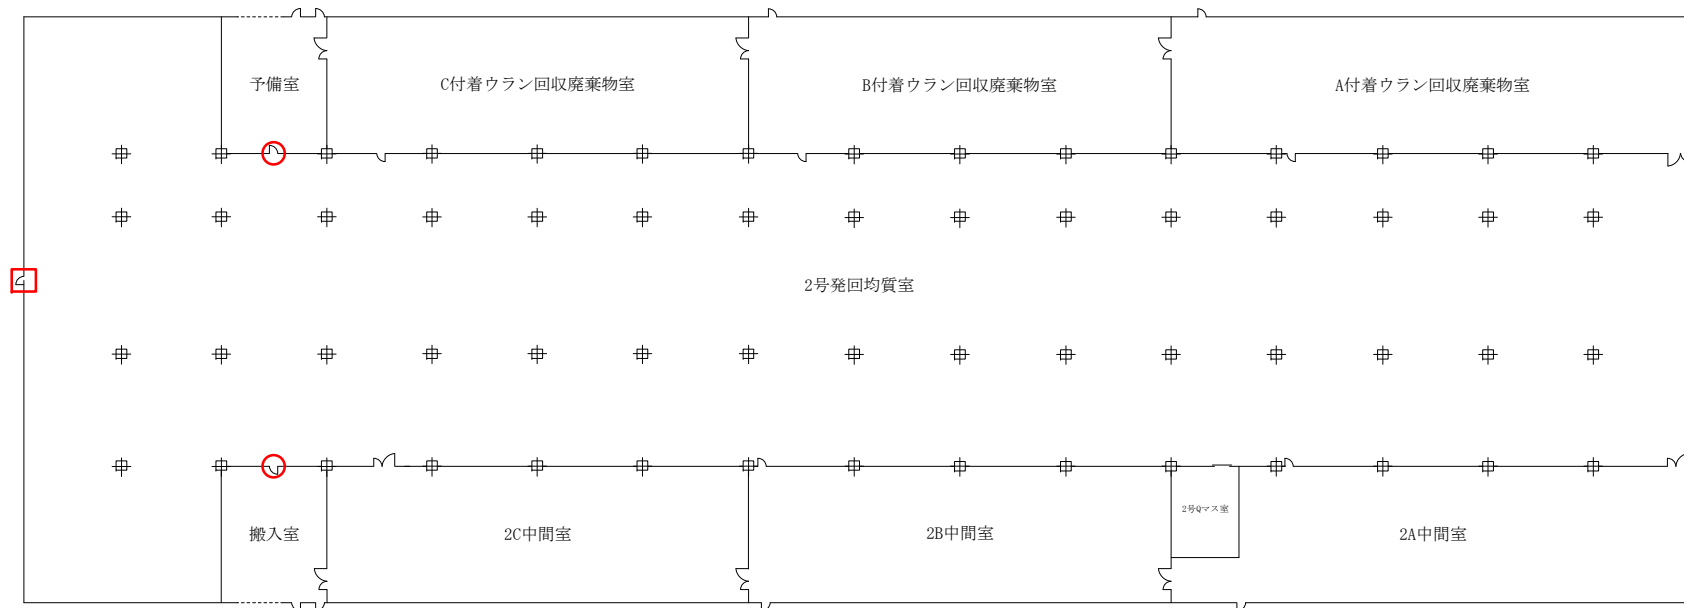 予備室
C付着ウラン回収廃棄物室
B付着ウラン回収廃棄物室
A付着ウラン回収廃棄物室
2号発回均質室
搬入室
2C中間室
2B中間室
2号Qマス室
2A中間室